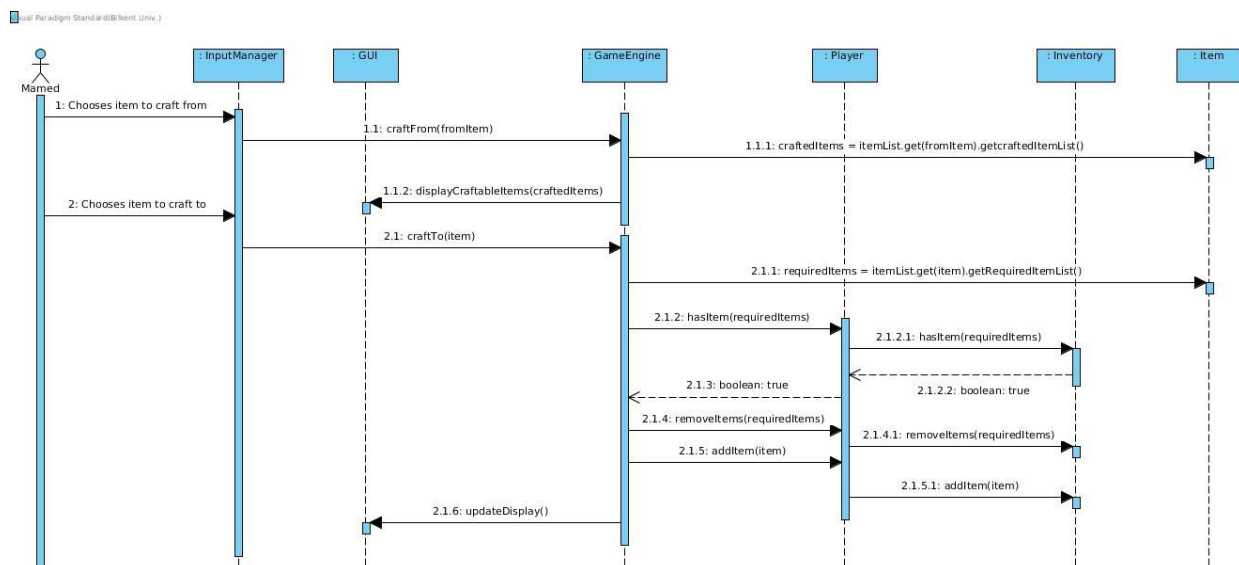 Visual Paradigm Standard(Bilkent Univ.)
: InputManager
: GUI
: GameEngine
: Player
: Inventory
: Item
Mamed
1: Chooses item to craft from
1.1: craftFrom(fromItem)
1.1.1: craftedItems = itemList.get(fromItem).getcraftedItemList()
1.1.2: displayCraftableItems(craftedItems)
2: Chooses item to craft to
2.1: craftTo(item)
2.1.1: requiredItems = itemList.get(item).getRequiredItemList()
2.1.2: hasItem(requiredItems)
2.1.2.1: hasItem(requiredItems)
2.1.3: boolean: true
2.1.2.2: boolean: true
2.1.4: removeItems(requiredItems)
2.1.4.1: removeItems(requiredItems)
2.1.5: addItem(item)
2.1.5.1: addItem(item)
2.1.6: updateDisplay()